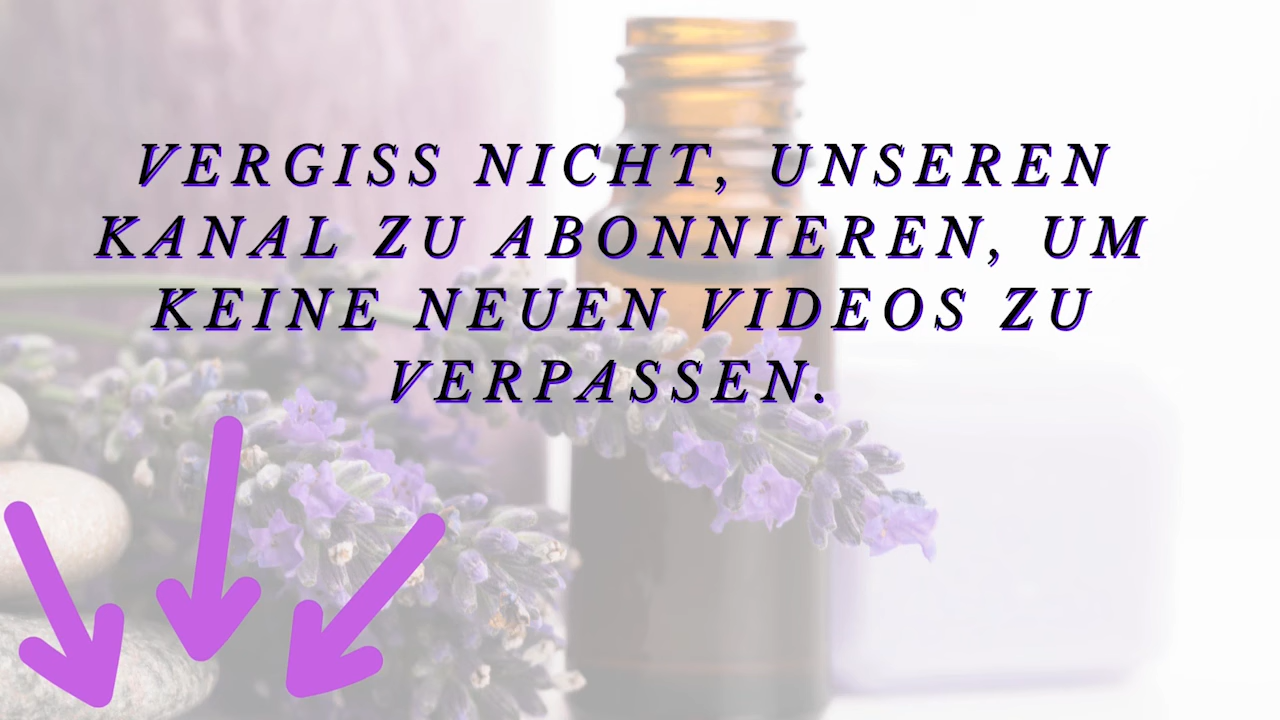 VERGISS NICHT, UNSEREN
KANAL ZU ABONNIEREN, UM
KEINE NEUEN VIDEOS ZU
VERPASSEN.